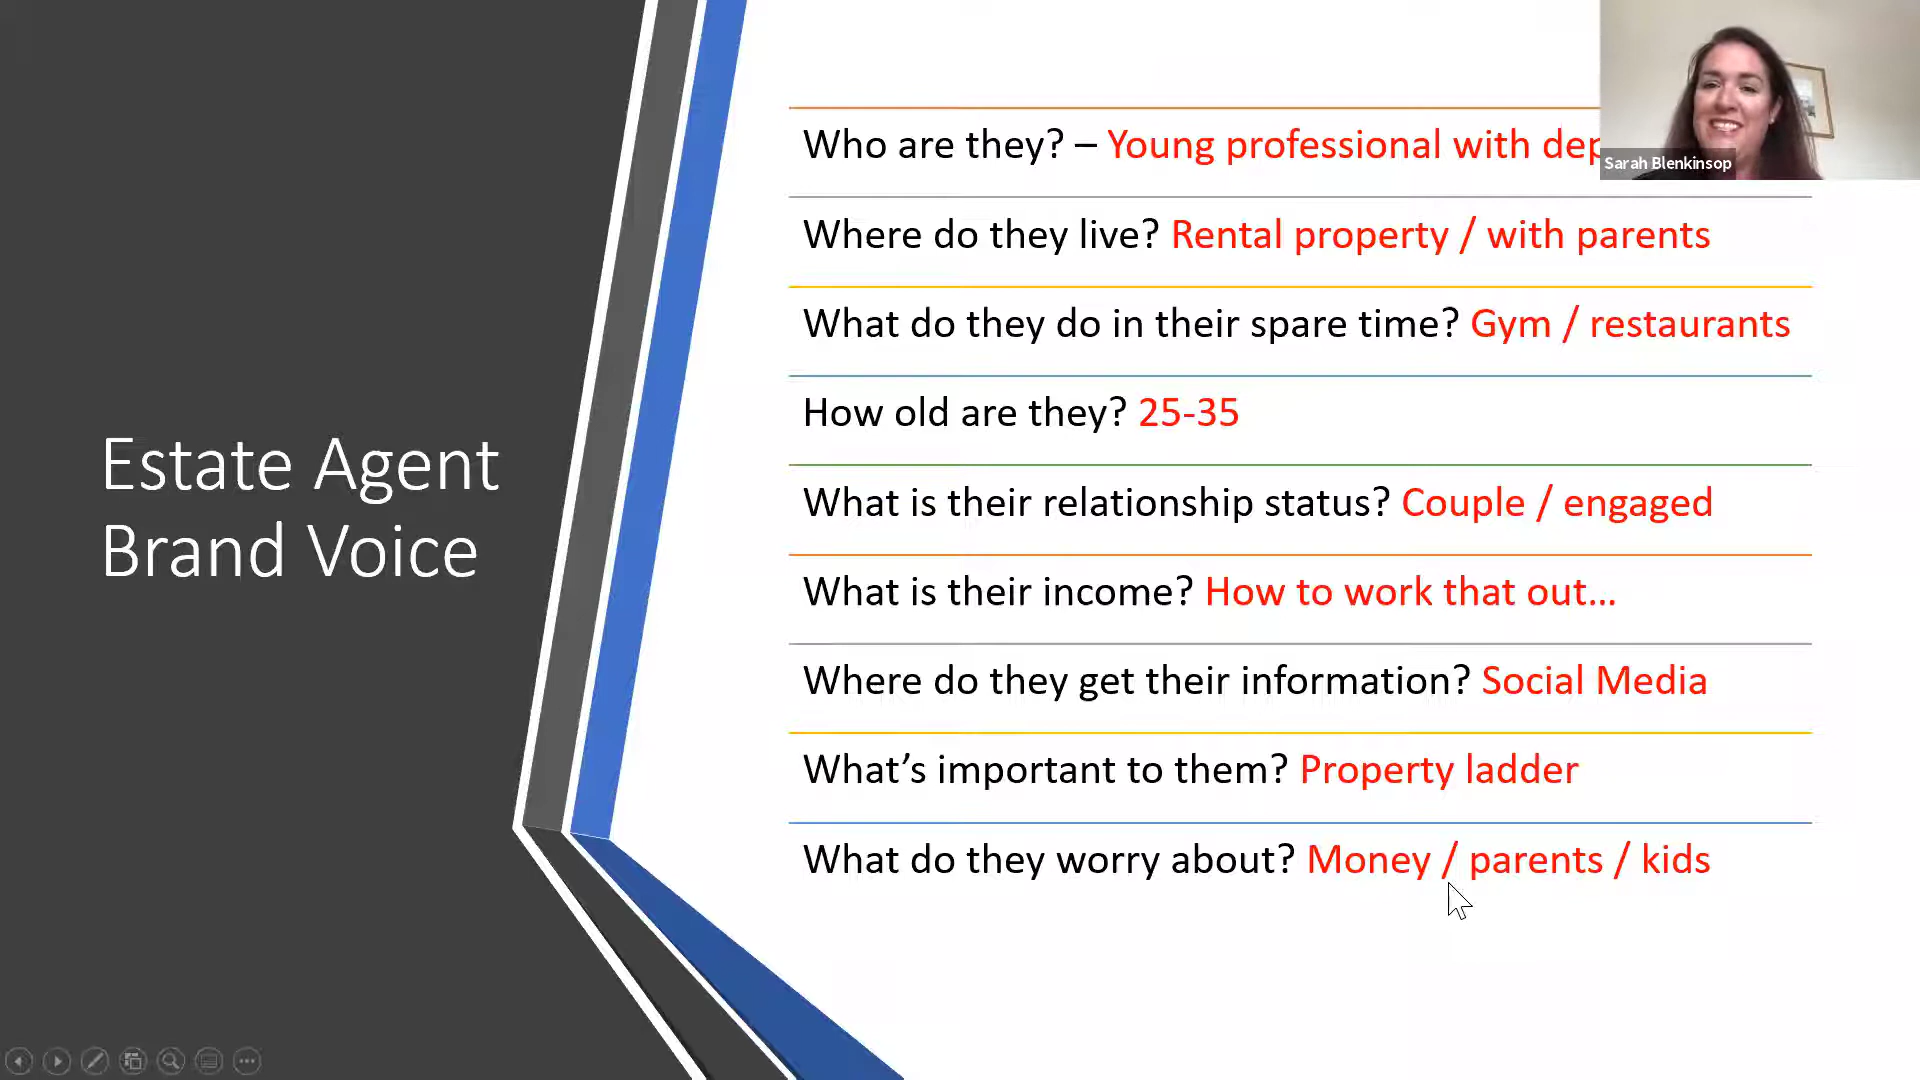 Estate Agent
Brand Voice
Who are they? – Young professional with
Sarah Blenkinsop
Where do they live? Rental property / with parents
What do they do in their spare time? Gym / restaurants
How old are they? 25-35
What is their relationship status? Couple / engaged
What is their income? How to work that out...
Where do they get their information? Social Media
What’s important to them? Property ladder
What do they worry about? Money / parents / kids